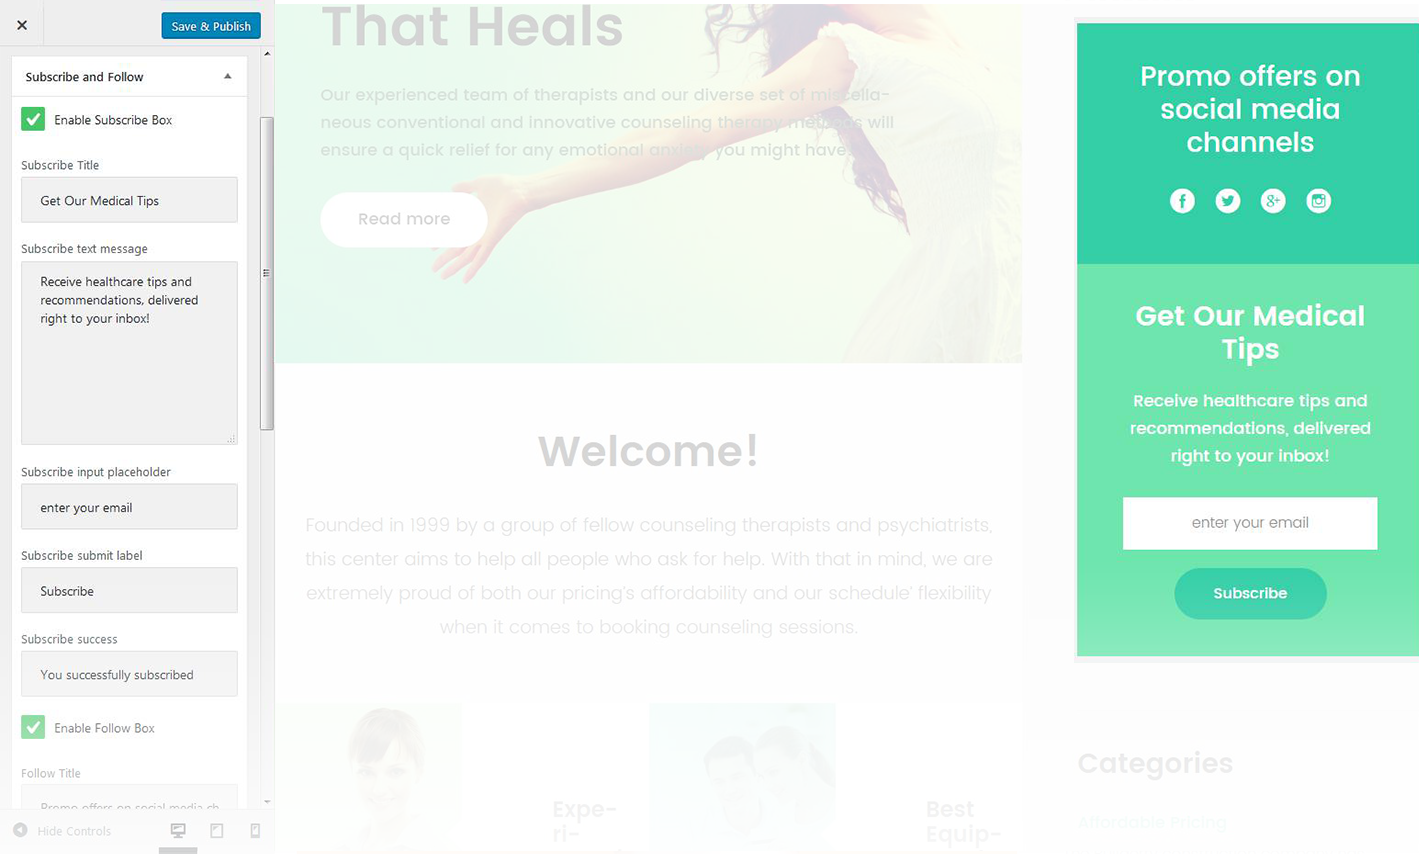 Save & Publish
Subscribe and Follow
Enable Subscribe Box
Subscribe Title
Get Our Medical Tips
Subscribe text message
Receive healthcare tips and
recommendations, delivered
right to your inbox!
Subscribe input placeholder
enter your email
Subscribe submit label
Subscribe
Subscribe success
You successfully subscribed
Enable Follow Box
Follow Title
Promo offers on social media ch
Hide Controls
That Heals
Our experienced team of therapists and our diverse set of miscella-
neous conventional and innovative counseling therapy methods will
ensure a quick relief for any emotional anxiety you might have.
Read more
Welcome!
Founded in 1999 by a group of fellow counseling therapists and psychiatrists,
this center aims to help all people who ask for help. With that in mind, we are
extremely proud of both our pricing's affordability and our schedule' flexibility
when it comes to booking counseling sessions.
Expe-
ri-
Best
Equip-
Promo offers on
social media
channels
Get Our Medical
Tips
Receive healthcare tips and
recommendations, delivered
right to your inbox!
enter your email
Subscribe
Categories
Affordable Pricing